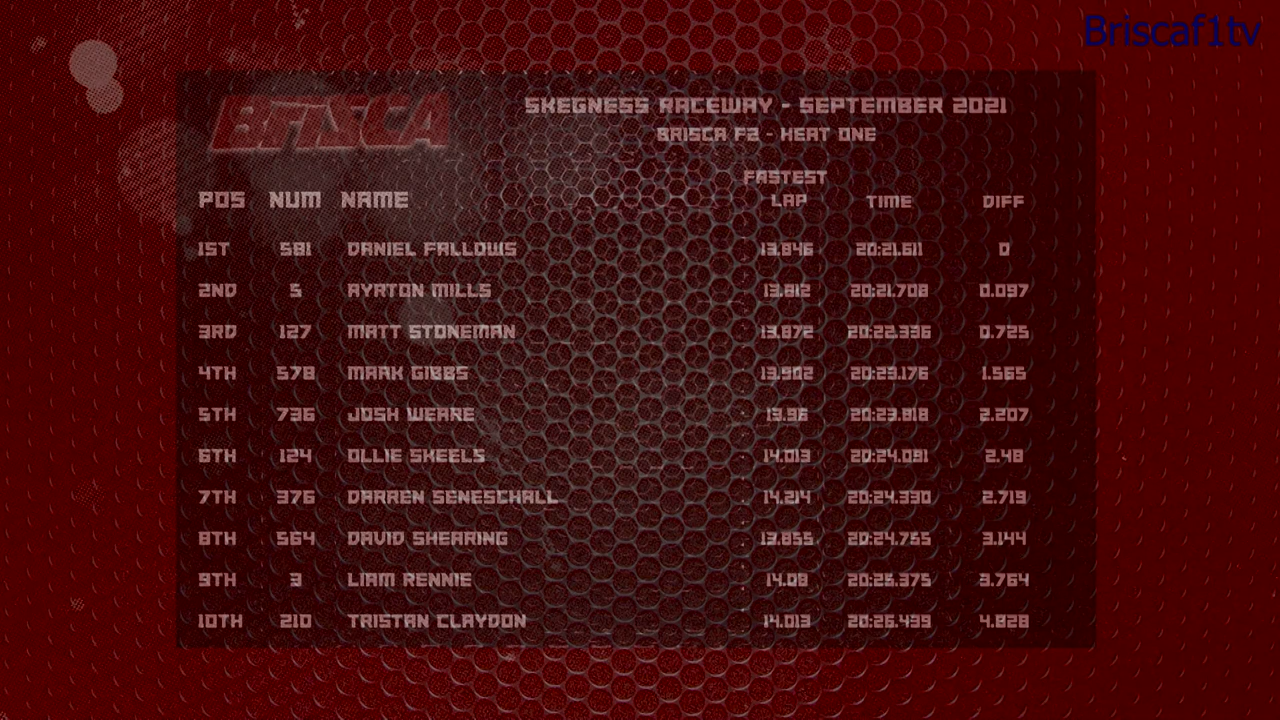 Briscaf1tv
BRISCA
SKEGNESS RACEWAY - SEPTEMBER 2021
BRISCA F2 - HEAT ONE
POS NUM NAME FASTEST LAP TIME DIFF
1ST 581 DANIEL FALLOWS 13.846 20:21.611 0
2ND 5 AYRTON MILLS 13.812 20:21.708 0.097
3RD 127 MATT STONEMAN 13.872 20:22.336 0.725
4TH 578 MARK GIBBS 13.902 20:23.176 1.565
5TH 736 JOSH WEARE 13.96 20:23.818 2.207
6TH 124 OLLIE SKEELS 14.013 20:24.091 2.48
7TH 376 DARREN SENESCHALL 14.214 20:24.330 2.719
8TH 564 DAVID SHEARING 13.855 20:24.755 3.144
9TH 3 LIAM RENNIE 14.08 20:25.375 3.764
10TH 210 TRISTAN CLAYDON 14.013 20:26.439 4.828